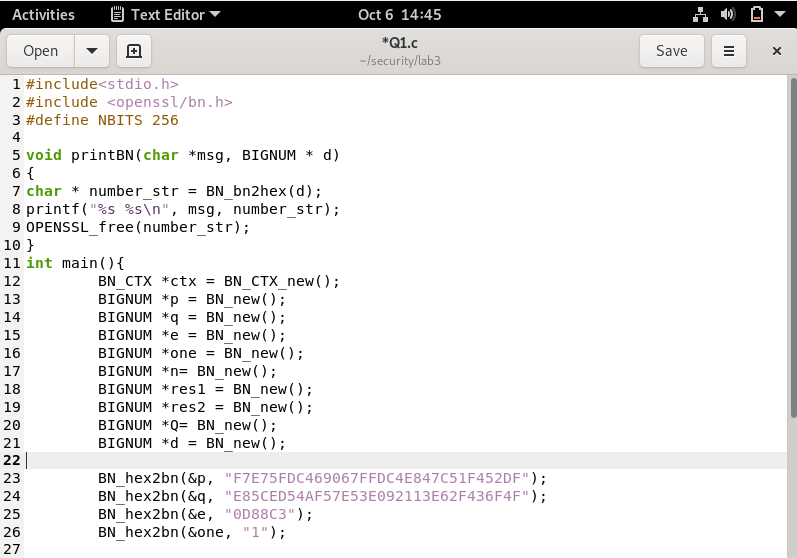 Activities Text Editor Oct 6 14:45
Open *Q1.c Save
~/security/lab3
1 #include<stdio.h>
2 #include <openssl/bn.h>
3 #define NBITS 256
4
5 void printBN(char *msg, BIGNUM * d)
6 {
7 char * number_str = BN_bn2hex(d);
8 printf("%s %s\n", msg, number_str);
9 OPENSSL_free(number_str);
10 }
11 int main(){
12         BN_CTX *ctx = BN_CTX_new();
13         BIGNUM *p = BN_new();
14         BIGNUM *q = BN_new();
15         BIGNUM *e = BN_new();
16         BIGNUM *one = BN_new();
17         BIGNUM *n= BN_new();
18         BIGNUM *res1 = BN_new();
19         BIGNUM *res2 = BN_new();
20         BIGNUM *Q= BN_new();
21         BIGNUM *d = BN_new();
22
23         BN_hex2bn(&p, "F7E75FDC469067FFDC4E847C51F452DF");
24         BN_hex2bn(&q, "E85CED54AF57E53E092113E62F436F4F");
25         BN_hex2bn(&e, "0D88C3");
26         BN_hex2bn(&one, "1");
27